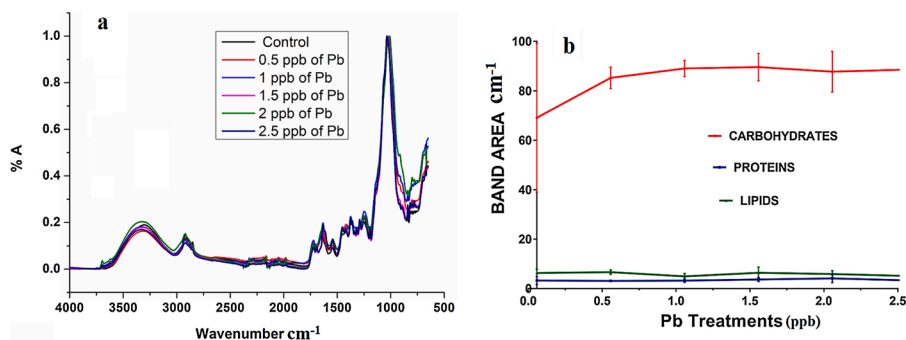 a
Control
0.5 ppb of Pb
1 ppb of Pb
1.5 ppb of Pb
2 ppb of Pb
2.5 ppb of Pb
% A
1.0
0.8
0.6
0.4
0.2
0.0
4000 3500 3000 2500 2000 1500 1000 500
Wavenumber cm-1
b
BAND AREA cm-1
100
80
60
40
20
0
CARBOHYDRATES
PROTEINS
LIPIDS
0.0 0.5 1.0 1.5 2.0 2.5
Pb Treatments (ppb)